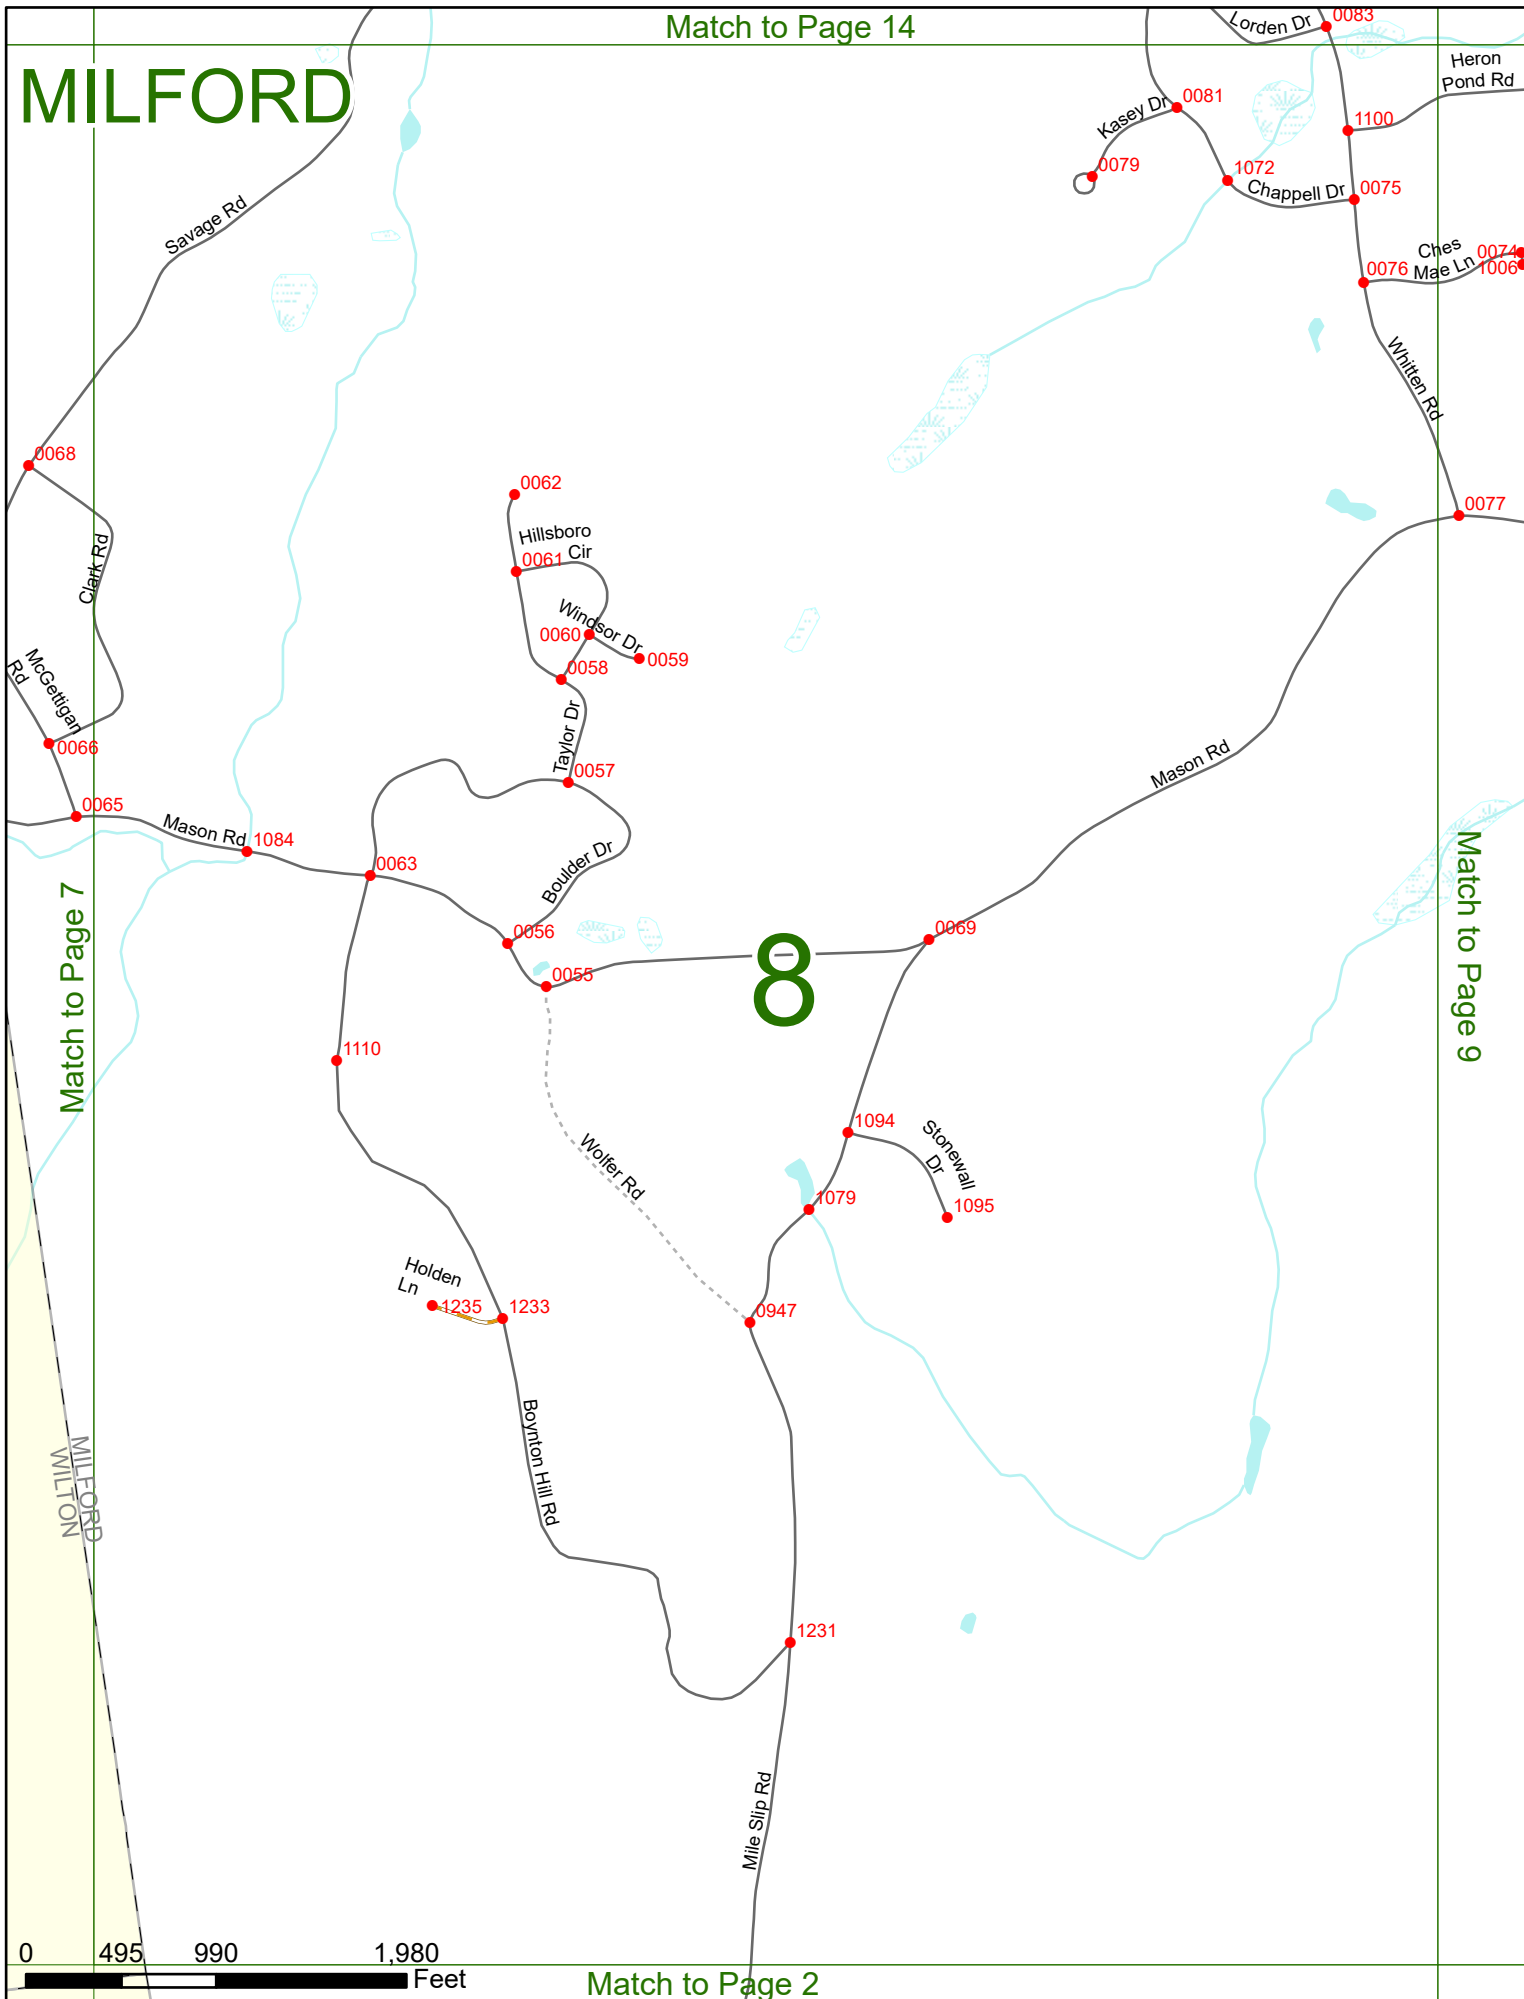 Match to Page 14
MILFORD
Lorden Dr
0083
Heron
Pond Rd
Kasey Dr
0081
1100
0079
1072
Chappell Dr
0075
Savage Rd
Ches
Mae Ln
0074
1006
0076
Whitten Rd
0068
0062
0077
Hillsboro
Cir
0061
Clark Rd
Windsor Dr
0060
0059
0058
McGettigan
Rd
Taylor Dr
0066
0057
Mason Rd
0065
Mason Rd
1084
0063
Boulder Dr
Match to Page 7
Match to Page 9
0056
0069
8
0055
1110
1094
Stonewall
Dr
Wolfer Rd
1079
1095
Holden
Ln
1235
1233
0947
Boynton Hill Rd
MILFORD
WILTON
1231
Mile Slip Rd
0 495 990 1,980
Feet
Match to Page 2